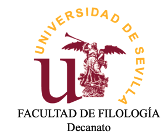 UNIVERSIDAD DE SEVILLA
u
FACULTAD DE FILOLOGÍA
Decanato